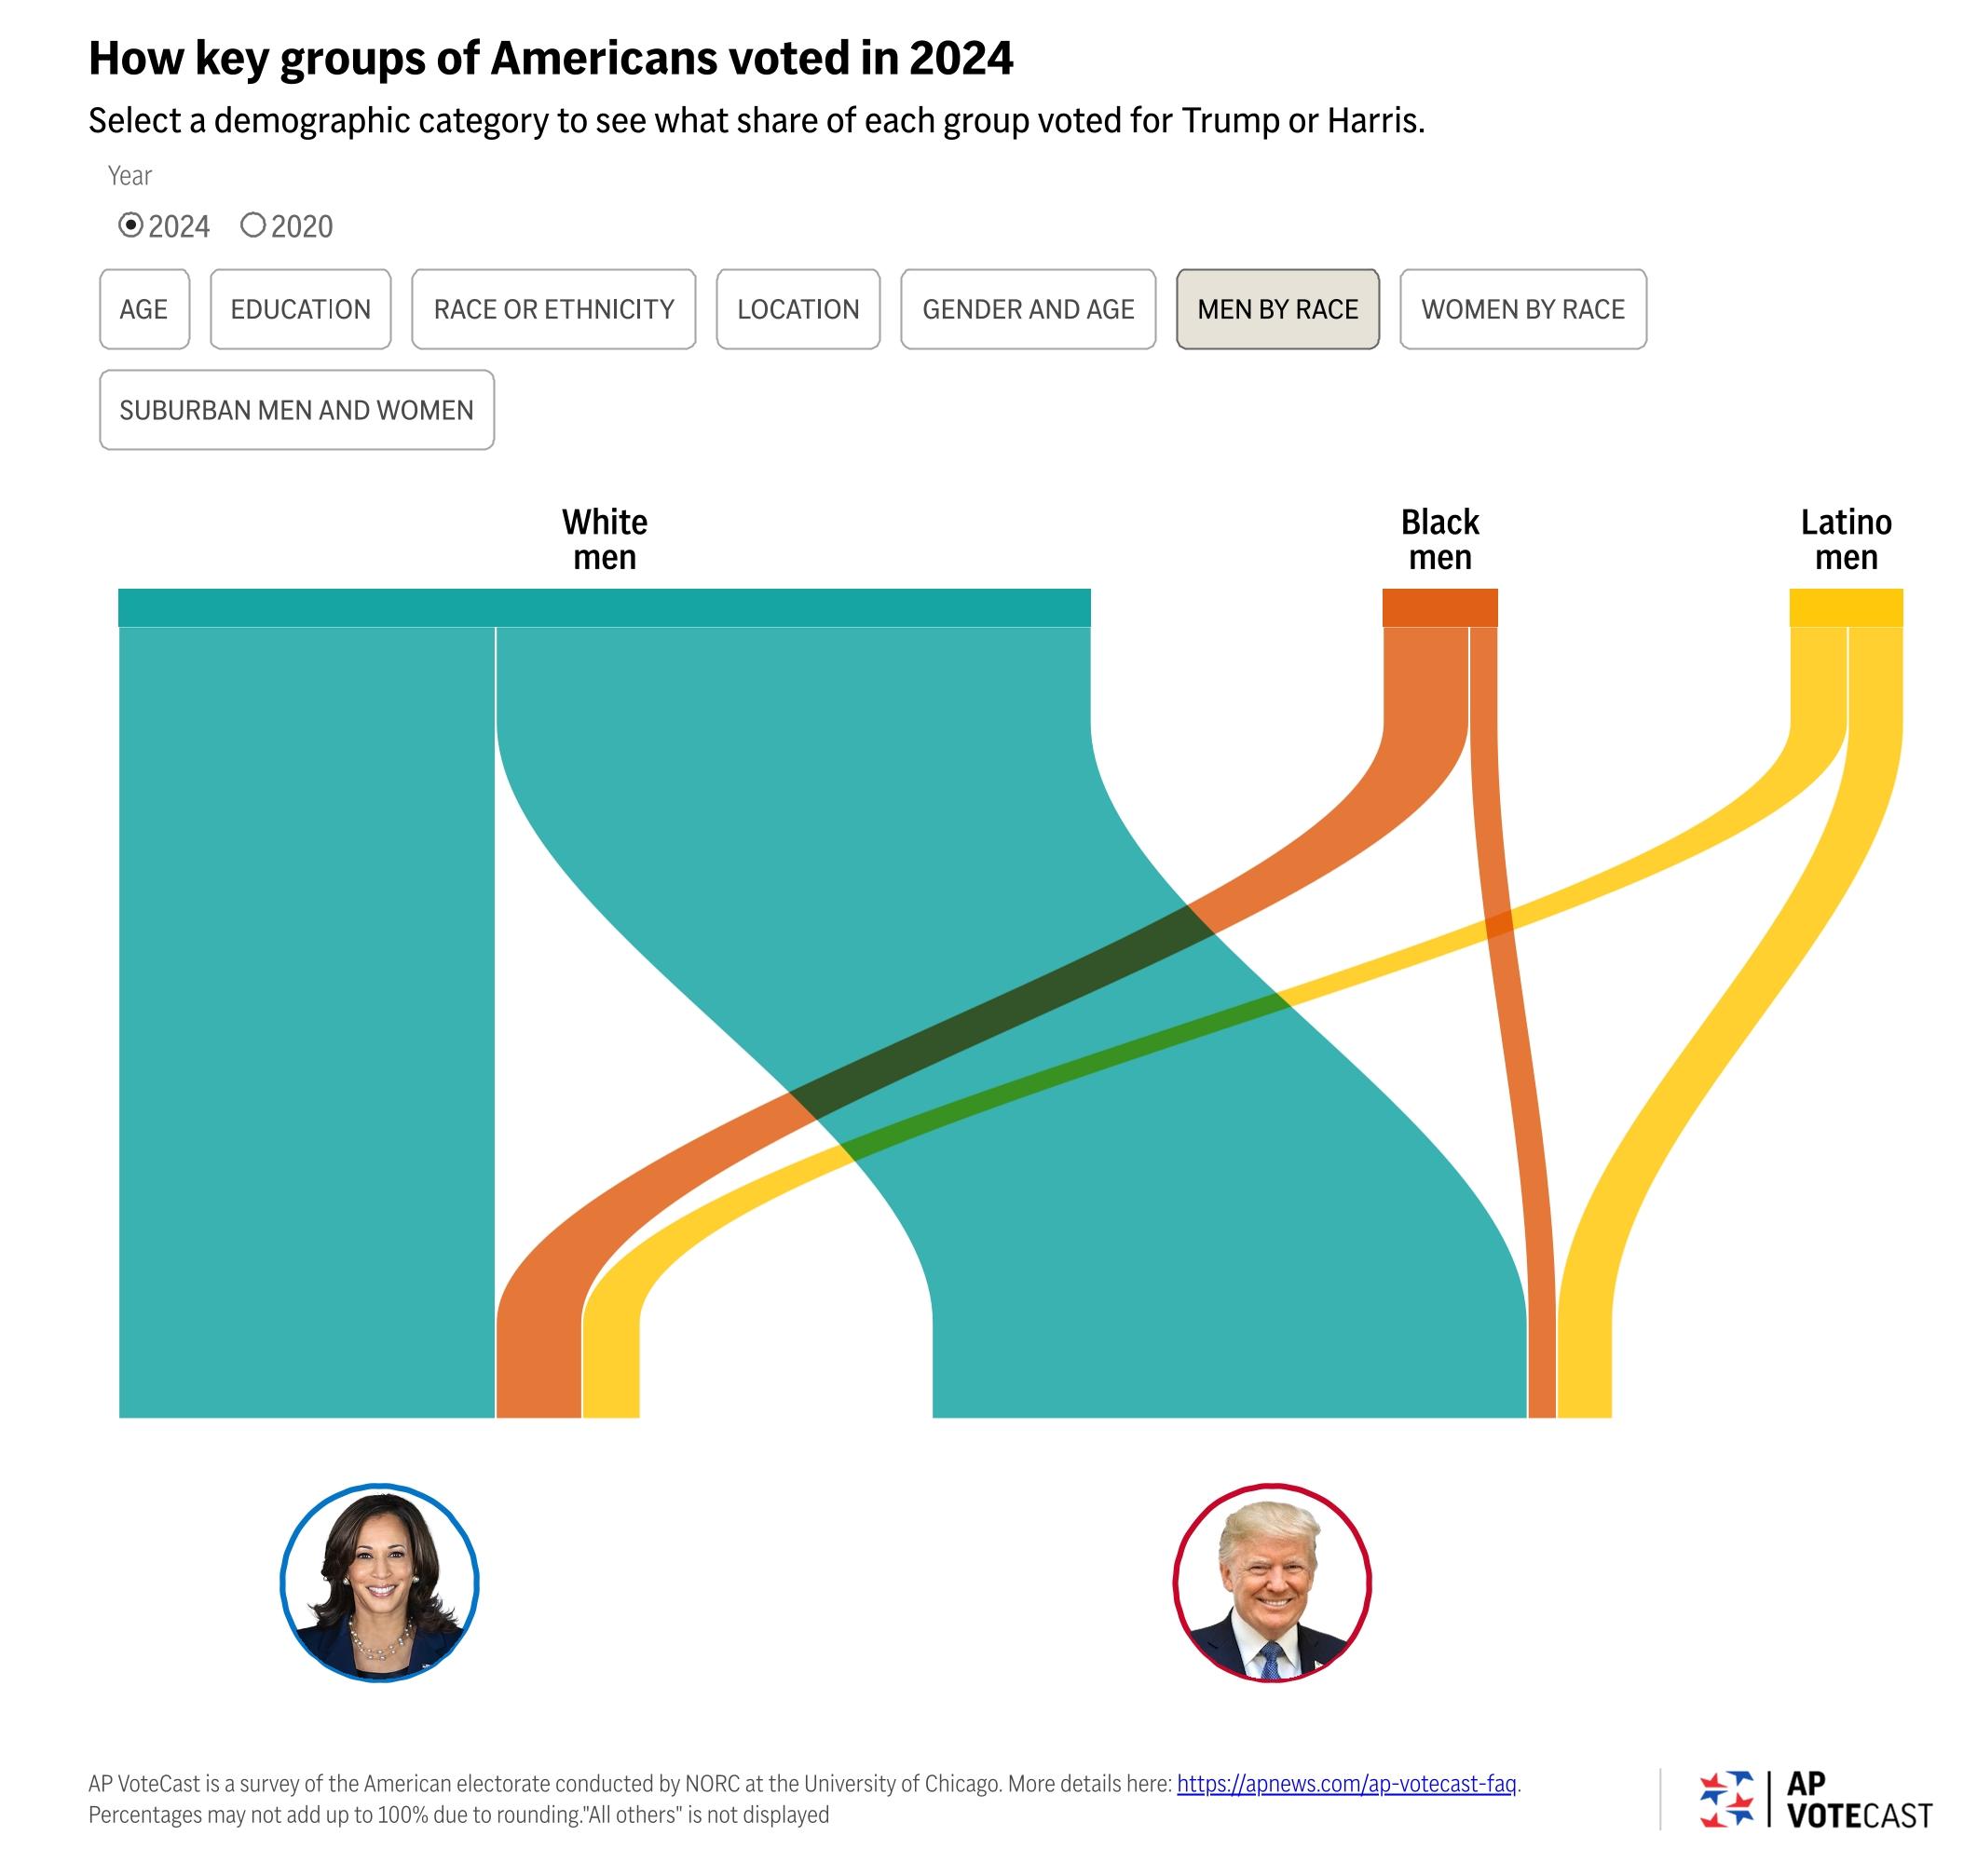 How key groups of Americans voted in 2024
Select a demographic category to see what share of each group voted for Trump or Harris.
Year
2024 2020
AGE EDUCATION RACE OR ETHNICITY LOCATION GENDER AND AGE MEN BY RACE WOMEN BY RACE
SUBURBAN MEN AND WOMEN
White
men
Black
men
Latino
men
AP VoteCast is a survey of the American electorate conducted by NORC at the University of Chicago. More details here: https://apnews.com/ap-votecast-faq.
Percentages may not add up to 100% due to rounding."All others" is not displayed
AP
VOTECAST